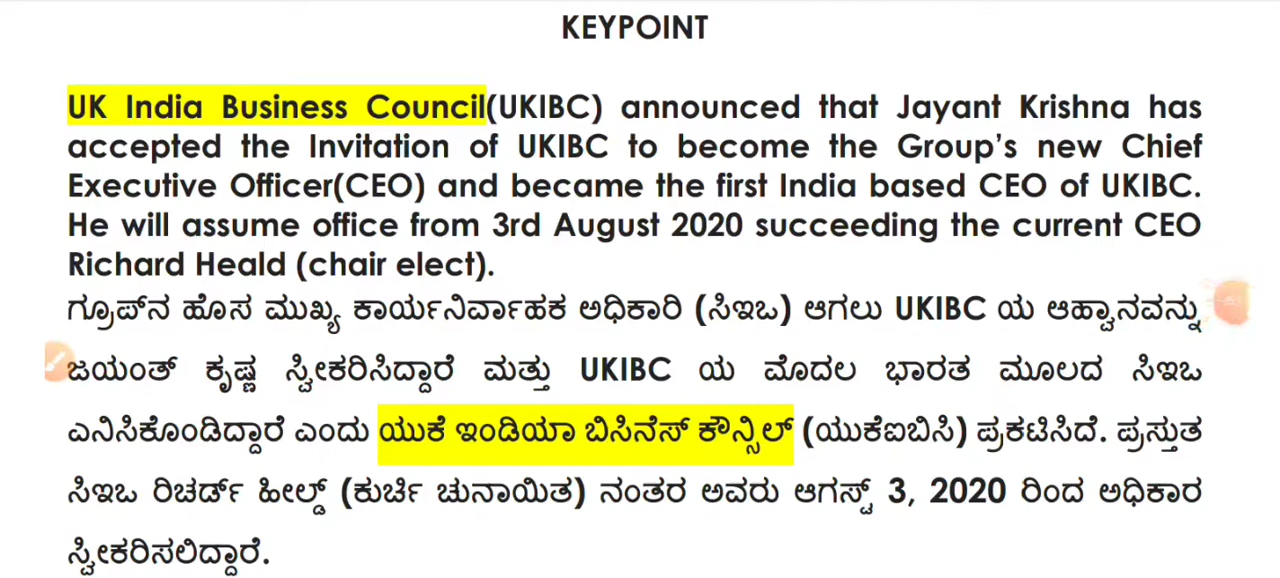 KEYPOINT
UK India Business Council(UKIBC) announced that Jayant Krishna has
accepted the Invitation of UKIBC to become the Group's new Chief
Executive Officer(CEO) and became the first India based CEO of UKIBC.
He will assume office from 3rd August 2020 succeeding the current CEO
Richard Heald (chair elect).
ಗ್ರೂಪ್‌ನ ಹೊಸ ಮುಖ್ಯ ಕಾರ್ಯನಿರ್ವಾಹಕ ಅಧಿಕಾರಿ (ಸಿಇಒ) ಆಗಲು UKIBC ಯ ಆಹ್ವಾನವನ್ನು
ಜಯಂತ್ ಕೃಷ್ಣ ಸ್ವೀಕರಿಸಿದ್ದಾರೆ ಮತ್ತು UKIBC ಯ ಮೊದಲ ಭಾರತ ಮೂಲದ ಸಿಇಒ
ಎನಿಸಿಕೊಂಡಿದ್ದಾರೆ ಎಂದು ಯುಕೆ ಇಂಡಿಯಾ ಬಿಸಿನೆಸ್ ಕೌನ್ಸಿಲ್ (ಯುಕೆಐಬಿಸಿ) ಪ್ರಕಟಿಸಿದೆ. ಪ್ರಸ್ತುತ
ಸಿಇಒ ರಿಚರ್ಡ್ ಹೀಲ್ಡ್ (ಕುರ್ಚಿ ಚುನಾಯಿತ) ನಂತರ ಅವರು ಆಗಸ್ಟ್ 3, 2020 ರಿಂದ ಅಧಿಕಾರ
ಸ್ವೀಕರಿಸಲಿದ್ದಾರೆ.